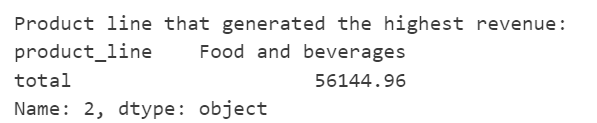 Product line that generated the highest revenue:
product_line    Food and beverages
total                     56144.96
Name: 2, dtype: object